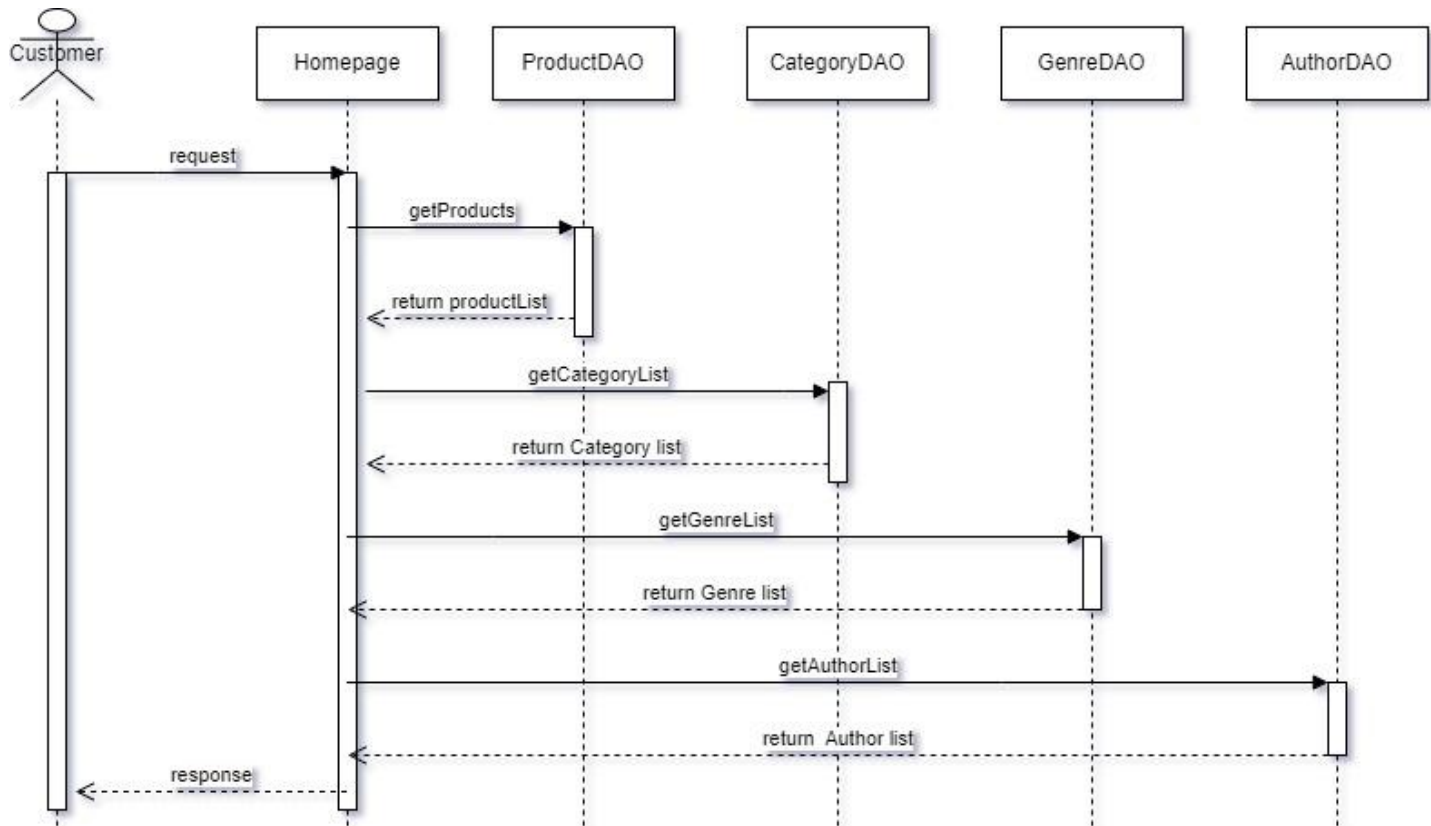 Customer
Homepage
ProductDAO
CategoryDAO
GenreDAO
AuthorDAO
request
getProducts
return productList
getCategoryList
return Category list
getGenreList
return Genre list
getAuthorList
return Author list
response